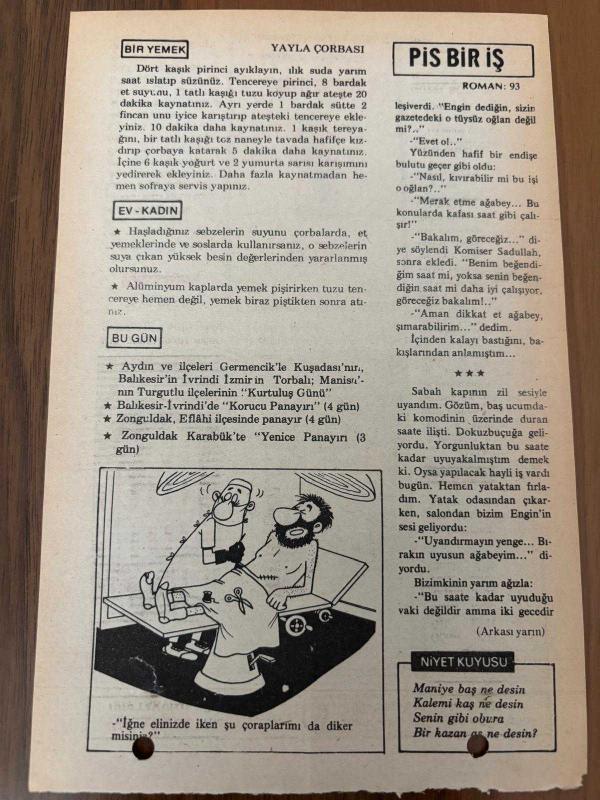 BİR YEMEK
YAYLA ÇORBASI
Dört kaşık pirinci ayıklayın, ılık suda yarım
saat ıslatıp süzünüz. Tencereye pirinci, 8 bardak
et suyunu, 1 tatlı kaşığı tuzu koyup ağır ateşte 20
dakika kaynatınız. Ayrı yerde 1 bardak sütte 2
fincan unu iyice karıştırıp ateşteki tencereye ekle-
yiniz. 10 dakika daha kaynatınız. 1 kaşık tereya-
ğını, bir tatlı kaşığı toz naneyle tavada hafifçe kız-
dırıp çorbaya katarak 5 dakika daha kaynatınız.
İçine 6 kaşık yoğurt ve 2 yumurta sarısı karışımını
yedirerek ekleyiniz. Daha fazla kaynatmadan he-
men sofraya servis yapınız.
EV - KADIN
★ Haşladığınız sebzelerin suyunu çorbalarda, et
yemeklerinde ve soslarda kullanırsanız, o sebzelerin
suya çıkan yüksek besin değerlerinden yararlanmış
olursunuz.
★ Alüminyum kaplarda yemek pişirirken tuzu ten-
cereye hemen değil, yemek biraz piştikten sonra atı-
nız.
BU GÜN
★ Aydın ve ilçeleri Germencik'le Kuşadası'nın,
Balıkesir'in İvrindi İzmir'in Torbalı; Manisa'-
nın Turgutlu ilçelerinin "Kurtuluş Günü"
★ Balıkesir-İvrindi'de "Korucu Panayırı" (4 gün)
★ Zonguldak, Eflâhi ilçesinde panayır (4 gün)
★ Zonguldak Karabük'te "Yenice Panayırı (3
gün)
-"İğne elinizde iken şu çoraplarımı da diker
misiniz?"
PİS BİR İŞ
ROMAN: 93
leşiverdi. "Engin dediğin, sizin
gazetedeki o tüysüz oğlan değil
mi?.."
-"Evet o!.."
Yüzünden hafif bir endişe
bulutu geçer gibi oldu:
-"Nasıl, kıvırabilir mi bu işi
o oğlan?.."
-"Merak etme ağabey... Bu
konularda kafası saat gibi çalı-
şır!"
-"Bakalım, göreceğiz..." di-
ye söylendi Komiser Sadullah,
sonra ekledi. "Benim beğendi-
ğim saat mi, yoksa senin beğen-
diğin saat mi daha iyi çalışıyor,
göreceğiz bakalım!.."
-"Aman dikkat et ağabey,
şımarabilirim..." dedim.
İçinden kalayı bastığını, ba-
kışlarından anlamıştım...
★★★
Sabah kapının zil sesiyle
uyandım. Gözüm, baş ucumda-
ki komodinin üzerinde duran
saate ilişti. Dokuzbuçuğa geli-
yordu. Yorgunluktan bu saate
kadar uyuyakalmıştım demek
ki. Oysa yapılacak hayli iş vardı
bugün. Hemen yataktan fırla-
dım. Yatak odasından çıkar-
ken, salondan bizim Engin'in
sesi geliyordu:
-"Uyandırmayın yenge... Bı-
rakın uyusun ağabeyim..." di-
yordu.
Bizimkinin yarım ağızla:
-"Bu saate kadar uyuduğu
vaki değildir amma iki gecedir
(Arkası yarın)
NİYET KUYUSU
Maniye baş ne desin
Kalemi kaş ne desin
Senin gibi obura
Bir kazan aş ne desin?